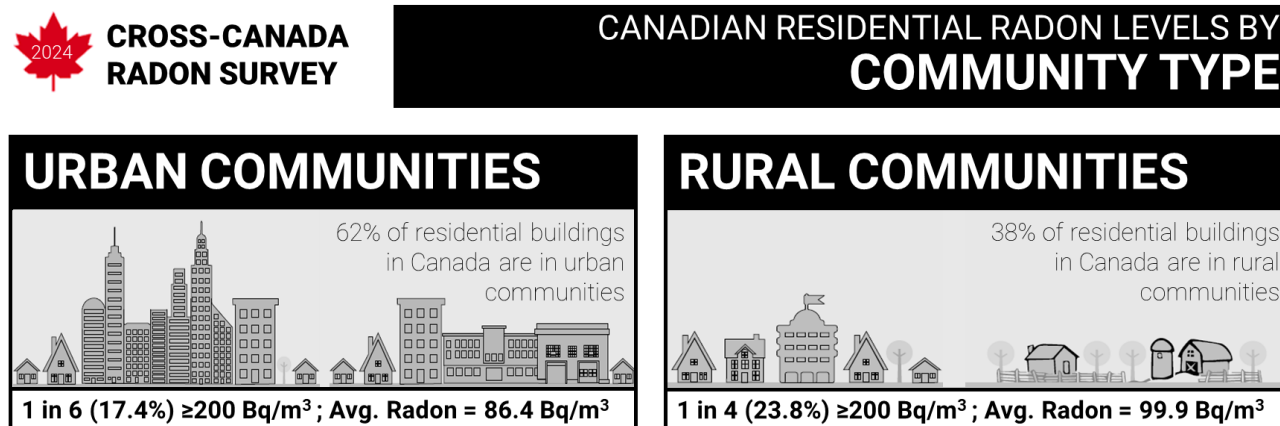 2024
CROSS-CANADA
RADON SURVEY
CANADIAN RESIDENTIAL RADON LEVELS BY
COMMUNITY TYPE
URBAN COMMUNITIES
62% of residential buildings
in Canada are in urban
communities
1 in 6 (17.4%) ≥200 Bq/m³ ; Avg. Radon = 86.4 Bq/m³
RURAL COMMUNITIES
38% of residential buildings
in Canada are in rural
communities
1 in 4 (23.8%) ≥200 Bq/m³ ; Avg. Radon = 99.9 Bq/m³